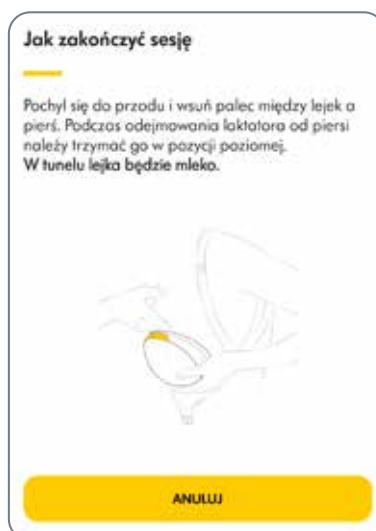 Jak zakończyć sesję
Pochyl się do przodu i wsuń palec między lejek a
pierś. Podczas odejmowania laktatora od piersi
należy trzymać go w pozycji poziomej.
W tunelu lejka będzie mleko.
ANULUJ